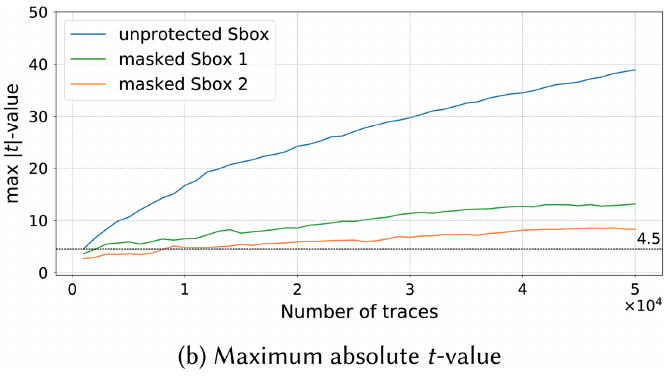 50
40
30
20
10
0
max |t|-value
unprotected Sbox
masked Sbox 1
masked Sbox 2
4.5
0 1 2 3 4 5
×10⁴
Number of traces
(b) Maximum absolute t-value